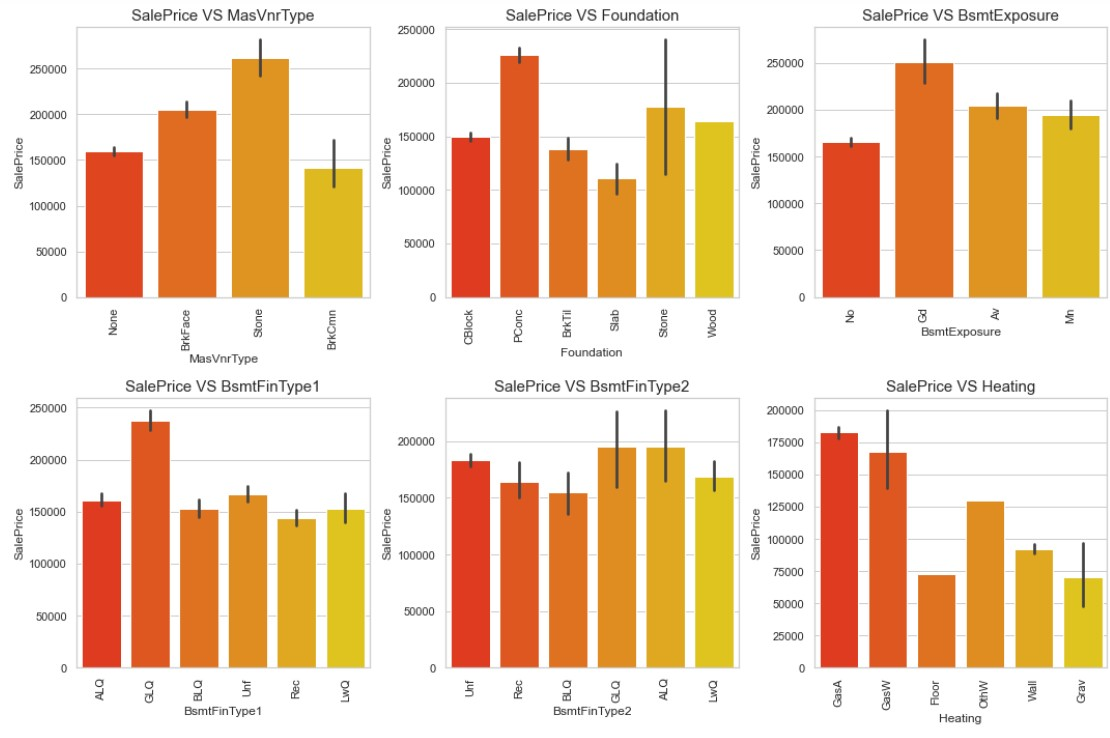 SalePrice VS MasVnrType
250000
200000
150000
100000
50000
0
SalePrice
None
BrkFace
Stone
BrkCmn
MasVnrType
SalePrice VS Foundation
250000
200000
150000
100000
50000
0
SalePrice
CBlock
PConc
BrkTil
Slab
Stone
Wood
Foundation
SalePrice VS BsmtExposure
250000
200000
150000
100000
50000
0
SalePrice
No
Gd
Av
Mn
BsmtExposure
SalePrice VS BsmtFinType1
250000
200000
150000
100000
50000
0
SalePrice
ALQ
GLQ
BLQ
Unf
Rec
LwQ
BsmtFinType1
SalePrice VS BsmtFinType2
200000
150000
100000
50000
0
SalePrice
Unf
Rec
BLQ
GLQ
ALQ
LwQ
BsmtFinType2
SalePrice VS Heating
200000
175000
150000
125000
100000
75000
50000
25000
0
SalePrice
GasA
GasW
Floor
OthW
Wall
Grav
Heating